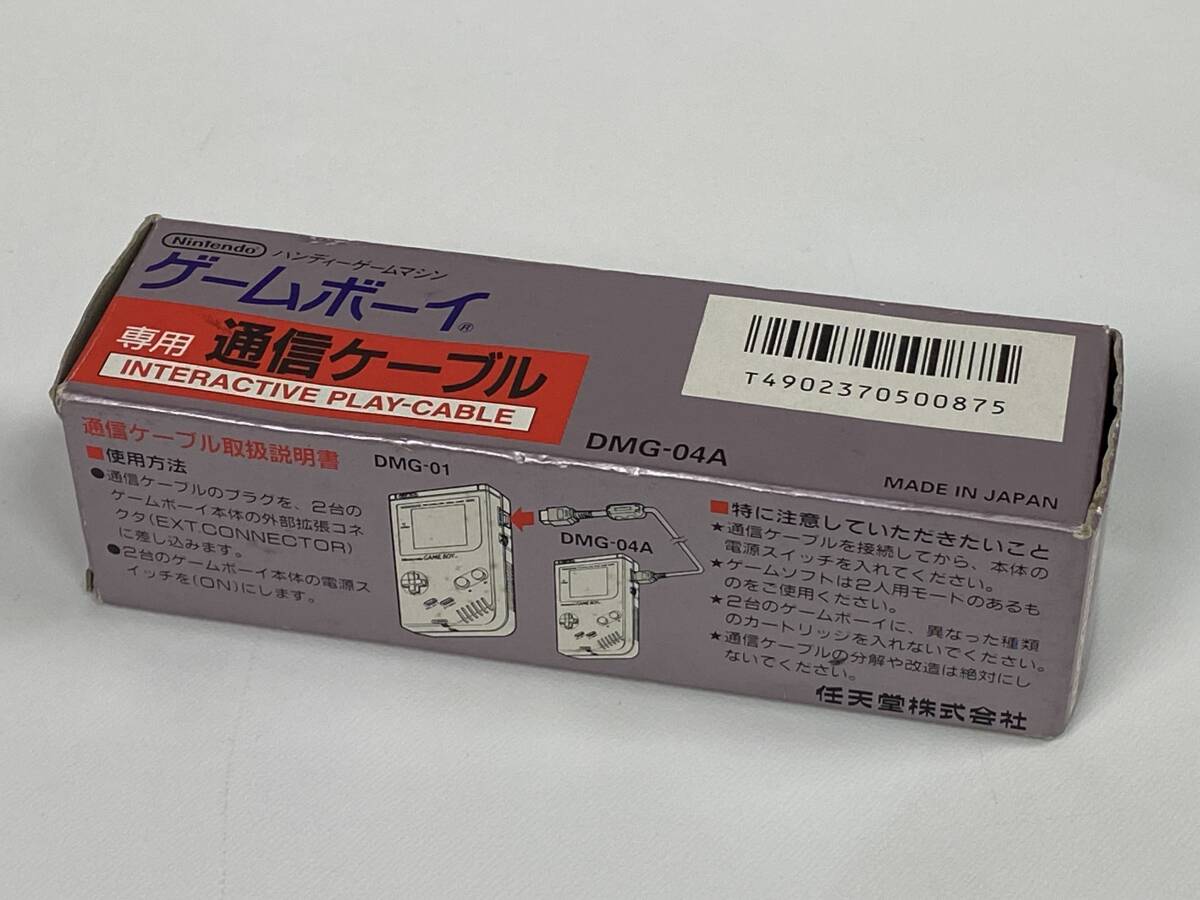 Nintendo
ハンディーゲームマシン
ゲームボーイ®
専用 通信ケーブル
INTERACTIVE PLAY-CABLE
T4902370500875
DMG-04A
MADE IN JAPAN
通信ケーブル取扱説明書
■使用方法
●通信ケーブルのプラグを、2台の
ゲームボーイ本体の外部拡張コネ
クタ(EXT.CONNECTOR)
に差し込みます。
●2台のゲームボーイ本体の電源ス
イッチを(ON)にします。
DMG-01
GAME BOY
DMG-04A
■特に注意していただきたいこと
★通信ケーブルを接続してから、本体の
電源スイッチを入れてください。
★ゲームソフトは2人用モートのあるも
のをご使用ください。
★2台のゲームボーイに、異なった種類
のカートリッジを入れないでください。
★通信ケーブルの分解や改造は絶対にし
ないでください。
任天堂株式会社